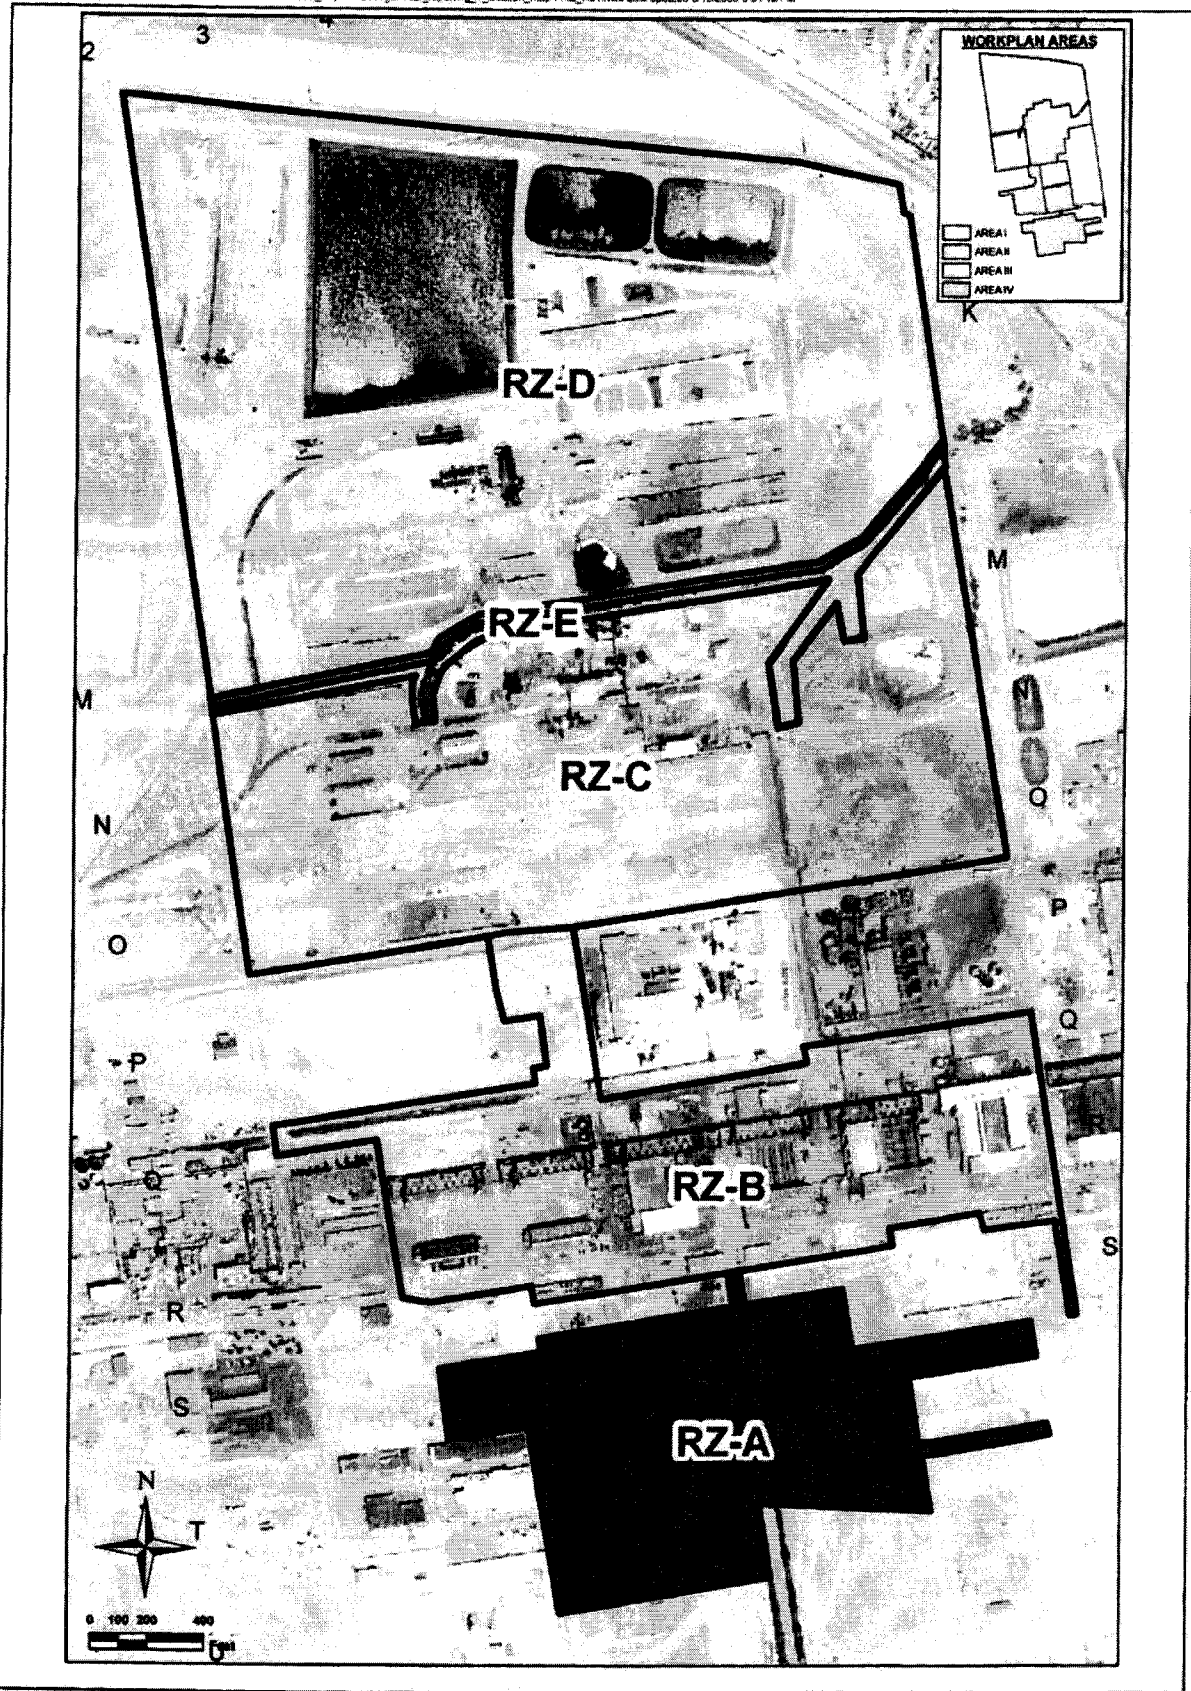 2
3
4
I
WORKPLAN AREAS
AREA I
AREA II
AREA III
AREA IV
K
RZ-D
M
RZ-E
M
N
RZ-C
Q
N
P
O
Q
P
R
Q
RZ-B
S
R
S
RZ-A
N
T
0 100 200 400
Feet
U